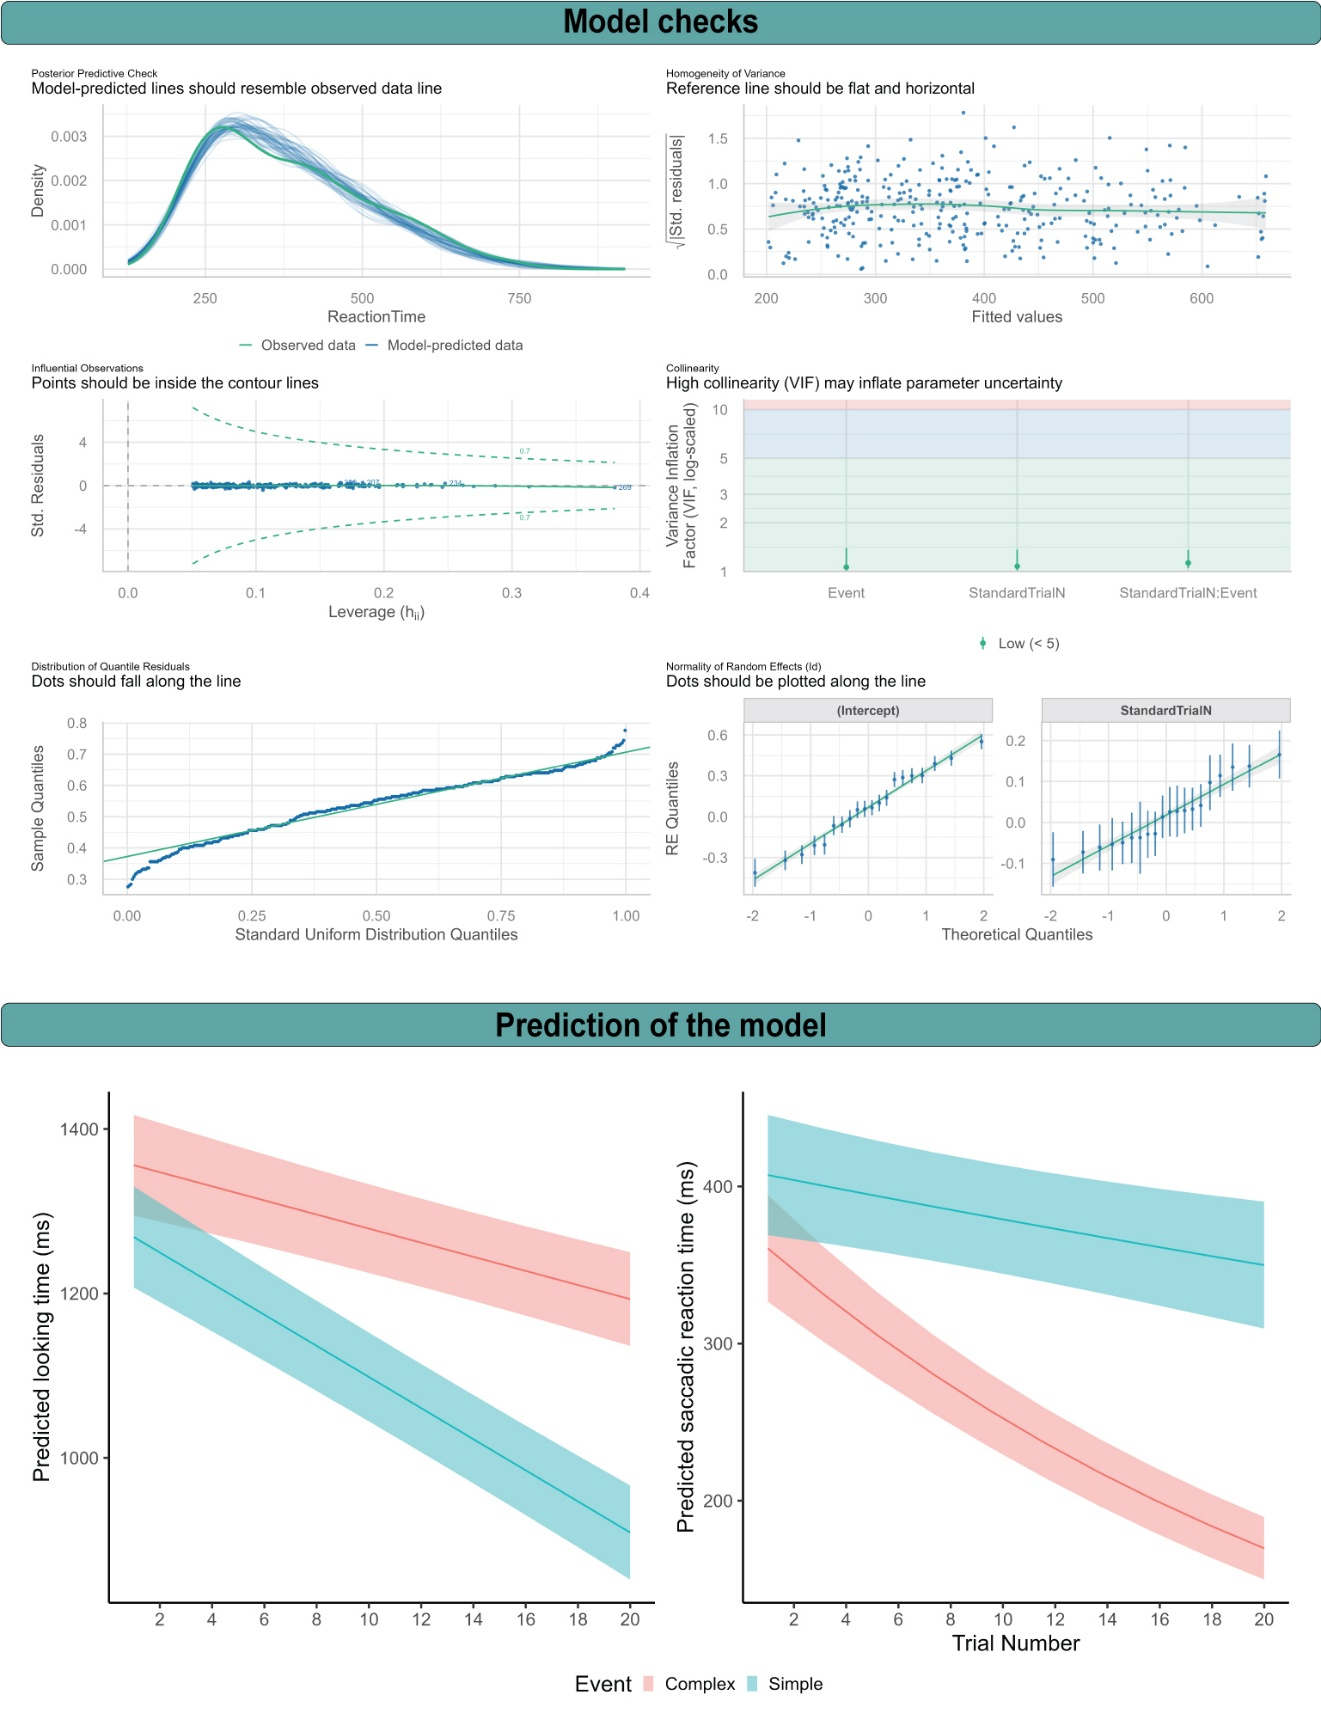 Model checks
Posterior Predictive Check
Model-predicted lines should resemble observed data line
Density
0.003
0.002
0.001
0.000
250
500
750
ReactionTime
Observed data
Model-predicted data
Homogeneity of Variance
Reference line should be flat and horizontal
√|Std. residuals|
1.5
1.0
0.5
0.0
200
300
400
500
600
Fitted values
Influential Observations
Points should be inside the contour lines
Std. Residuals
4
0
-4
0.7
207
234
269
0.7
0.0
0.1
0.2
0.3
0.4
Leverage (hii)
Collinearity
High collinearity (VIF) may inflate parameter uncertainty
Variance Inflation
Factor (VIF, log-scaled)
10
5
3
2
1
Event
StandardTrialN
StandardTrialN:Event
Low (< 5)
Distribution of Quantile Residuals
Dots should fall along the line
Sample Quantiles
0.8
0.7
0.6
0.5
0.4
0.3
0.00
0.25
0.50
0.75
1.00
Standard Uniform Distribution Quantiles
Normality of Random Effects (Id)
Dots should be plotted along the line
(Intercept)
StandardTrialN
RE Quantiles
0.6
0.3
0.0
-0.3
0.2
0.1
0.0
-0.1
-2
-1
0
1
2
-2
-1
0
1
2
Theoretical Quantiles
Prediction of the model
Predicted looking time (ms)
1400
1200
1000
2
4
6
8
10
12
14
16
18
20
Predicted saccadic reaction time (ms)
400
300
200
2
4
6
8
10
12
14
16
18
20
Trial Number
Event
Complex
Simple